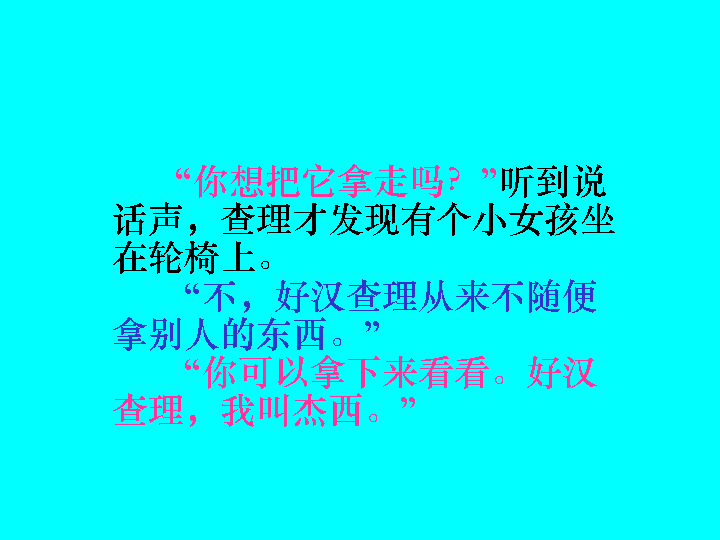 “你想把它拿走吗？”听到说
话声，查理才发现有个小女孩坐
在轮椅上。
“不，好汉查理从来不随便
拿别人的东西。”
“你可以拿下来看看。好汉
查理，我叫杰西。”